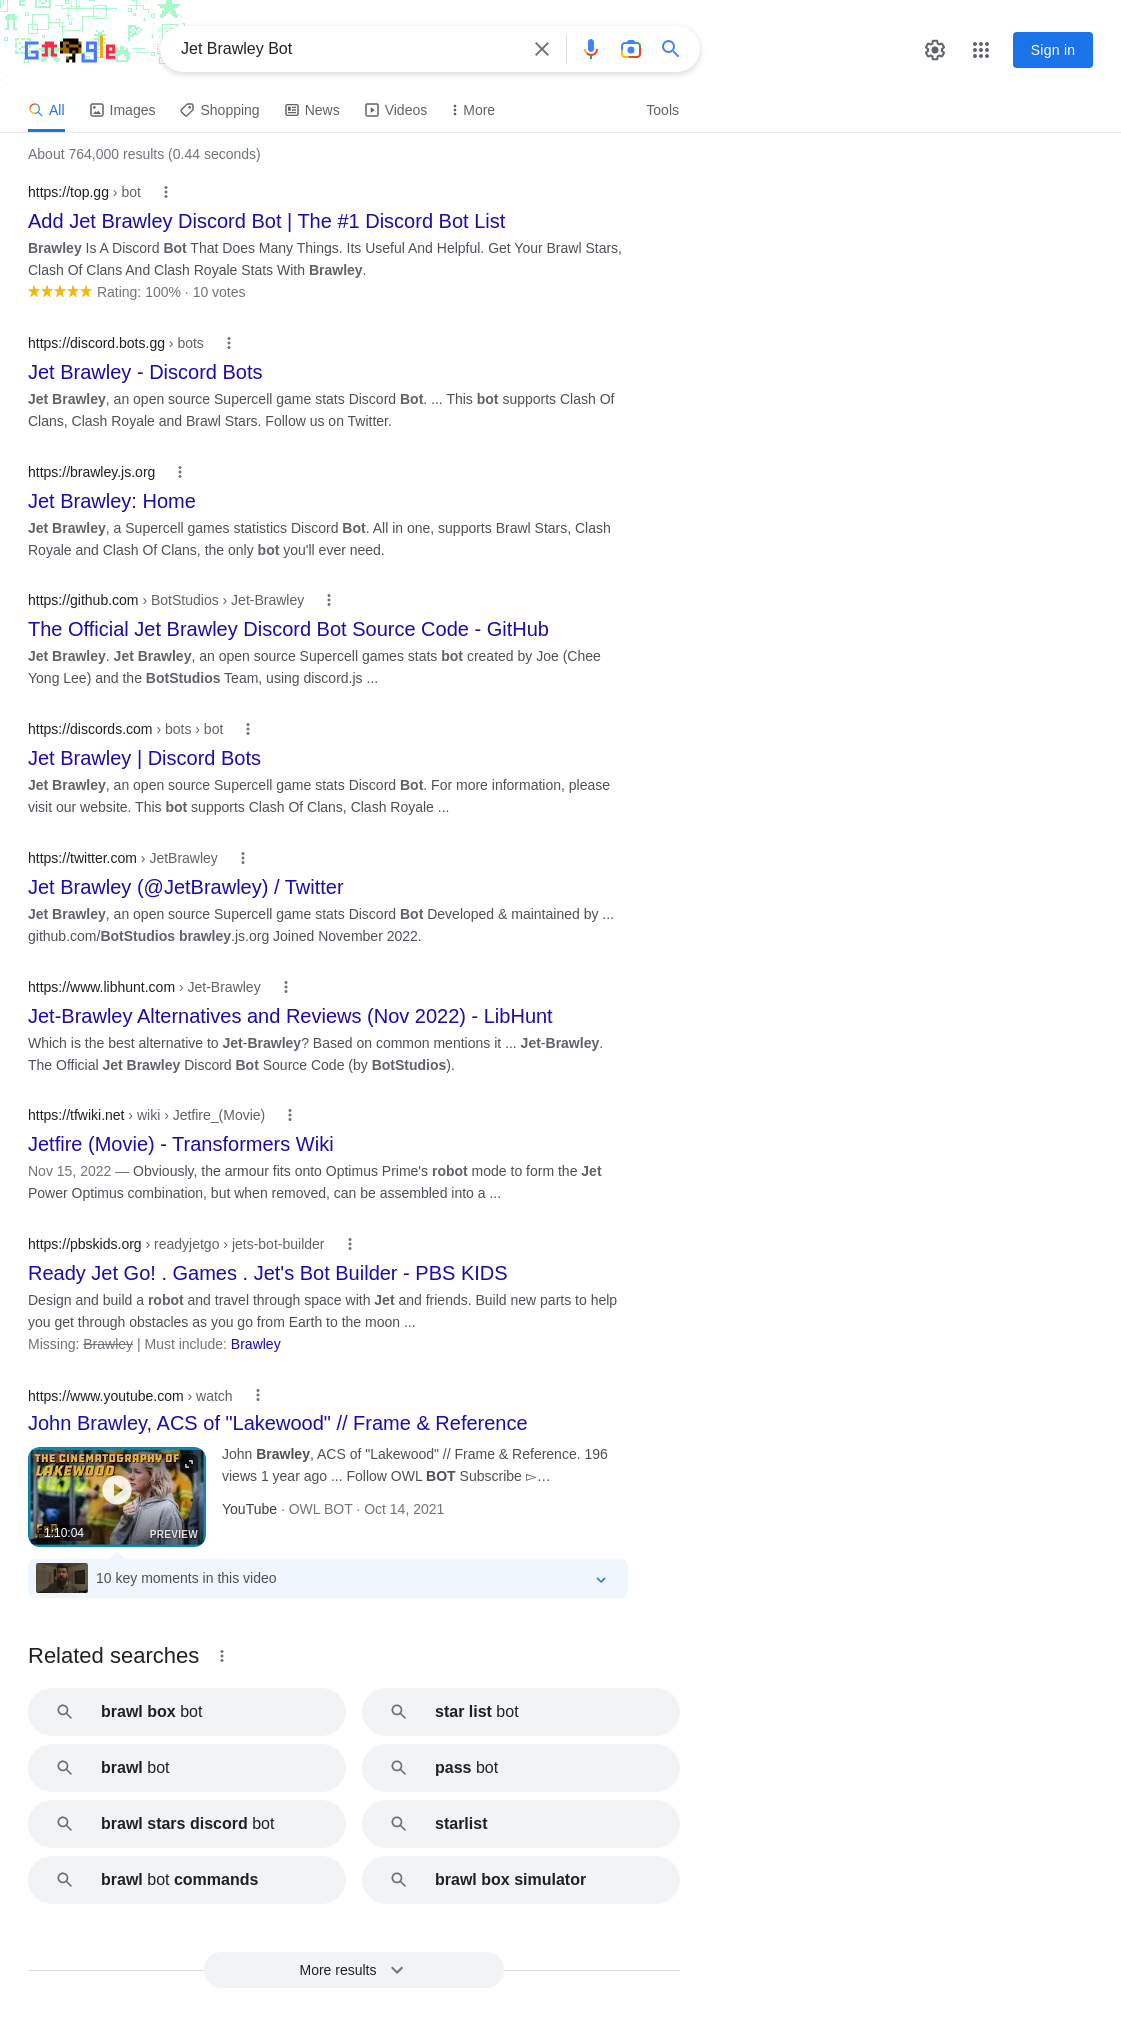 Google
Jet Brawley Bot
Sign in
All
Images
Shopping
News
Videos
More
Tools
About 764,000 results (0.44 seconds)
https://top.gg › bot
Add Jet Brawley Discord Bot | The #1 Discord Bot List
Brawley Is A Discord Bot That Does Many Things. Its Useful And Helpful. Get Your Brawl Stars,
Clash Of Clans And Clash Royale Stats With Brawley.
Rating: 100% · 10 votes
https://discord.bots.gg › bots
Jet Brawley - Discord Bots
Jet Brawley, an open source Supercell game stats Discord Bot. ... This bot supports Clash Of
Clans, Clash Royale and Brawl Stars. Follow us on Twitter.
https://brawley.js.org
Jet Brawley: Home
Jet Brawley, a Supercell games statistics Discord Bot. All in one, supports Brawl Stars, Clash
Royale and Clash Of Clans, the only bot you'll ever need.
https://github.com › BotStudios › Jet-Brawley
The Official Jet Brawley Discord Bot Source Code - GitHub
Jet Brawley. Jet Brawley, an open source Supercell games stats bot created by Joe (Chee
Yong Lee) and the BotStudios Team, using discord.js ...
https://discords.com › bots › bot
Jet Brawley | Discord Bots
Jet Brawley, an open source Supercell game stats Discord Bot. For more information, please
visit our website. This bot supports Clash Of Clans, Clash Royale ...
https://twitter.com › JetBrawley
Jet Brawley (@JetBrawley) / Twitter
Jet Brawley, an open source Supercell game stats Discord Bot Developed & maintained by ...
github.com/BotStudios brawley.js.org Joined November 2022.
https://www.libhunt.com › Jet-Brawley
Jet-Brawley Alternatives and Reviews (Nov 2022) - LibHunt
Which is the best alternative to Jet-Brawley? Based on common mentions it ... Jet-Brawley.
The Official Jet Brawley Discord Bot Source Code (by BotStudios).
https://tfwiki.net › wiki › Jetfire_(Movie)
Jetfire (Movie) - Transformers Wiki
Nov 15, 2022 — Obviously, the armour fits onto Optimus Prime's robot mode to form the Jet
Power Optimus combination, but when removed, can be assembled into a ...
https://pbskids.org › readyjetgo › jets-bot-builder
Ready Jet Go! . Games . Jet's Bot Builder - PBS KIDS
Design and build a robot and travel through space with Jet and friends. Build new parts to help
you get through obstacles as you go from Earth to the moon ...
Missing: Brawley | Must include: Brawley
https://www.youtube.com › watch
John Brawley, ACS of "Lakewood" // Frame & Reference
THE CINEMATOGRAPHY OF
LAKEWOOD
1:10:04
PREVIEW
John Brawley, ACS of "Lakewood" // Frame & Reference. 196
views 1 year ago ... Follow OWL BOT Subscribe ▻…
YouTube · OWL BOT · Oct 14, 2021
10 key moments in this video
Related searches
brawl box bot
star list bot
brawl bot
pass bot
brawl stars discord bot
starlist
brawl bot commands
brawl box simulator
More results